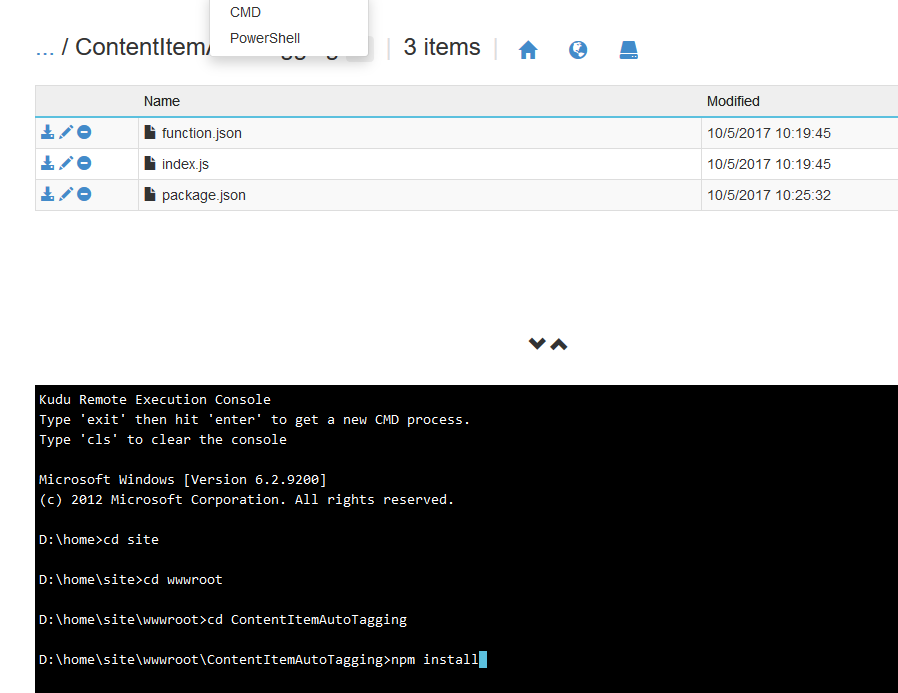 CMD
PowerShell
... / ContentItemA 3 items
Name Modified
function.json 10/5/2017 10:19:45
index.js 10/5/2017 10:19:45
package.json 10/5/2017 10:25:32
Kudu Remote Execution Console
Type 'exit' then hit 'enter' to get a new CMD process.
Type 'cls' to clear the console
Microsoft Windows [Version 6.2.9200]
(c) 2012 Microsoft Corporation. All rights reserved.
D:\home>cd site
D:\home\site>cd wwwroot
D:\home\site\wwwroot>cd ContentItemAutoTagging
D:\home\site\wwwroot\ContentItemAutoTagging>npm install